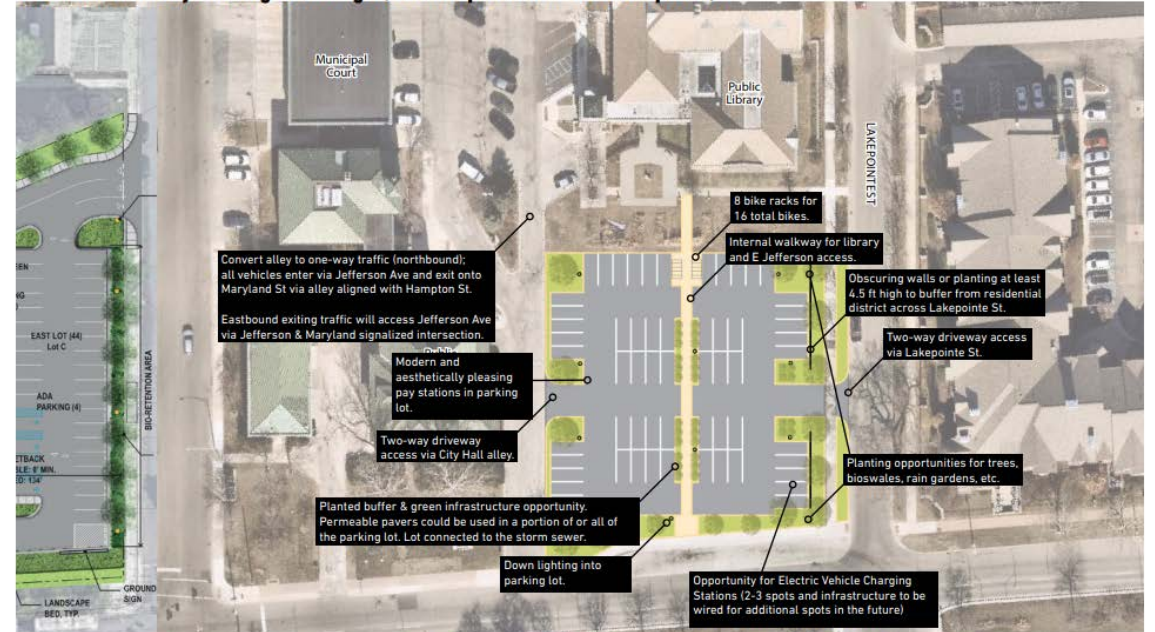 Municipal
Court
Public
Library
LAKEPOINTEST
8 bike racks for
16 total bikes.
Internal walkway for library
and E Jefferson access.
Convert alley to one-way traffic (northbound);
all vehicles enter via Jefferson Ave and exit onto
Maryland St via alley aligned with Hampton St.
Eastbound exiting traffic will access Jefferson Ave
via Jefferson & Maryland signalized intersection.
Obscuring walls or planting at least
4.5 ft high to buffer from residential
district across Lakepointe St.
Two-way driveway access
via Lakepointe St.
Modern and
aesthetically pleasing
pay stations in parking
lot.
Two-way driveway
access via City Hall alley.
Planting opportunities for trees,
bioswales, rain gardens, etc.
Planted buffer & green infrastructure opportunity.
Permeable pavers could be used in a portion of or all of
the parking lot. Lot connected to the storm sewer.
Down lighting into
parking lot.
Opportunity for Electric Vehicle Charging
Stations (2-3 spots and infrastructure to be
wired for additional spots in the future)
EAST LOT (44)
Lot C
ADA
PARKING (4)
BIO-RETENTION AREA
GROUND
SIGN
LANDSCAPE
BED, TYP.